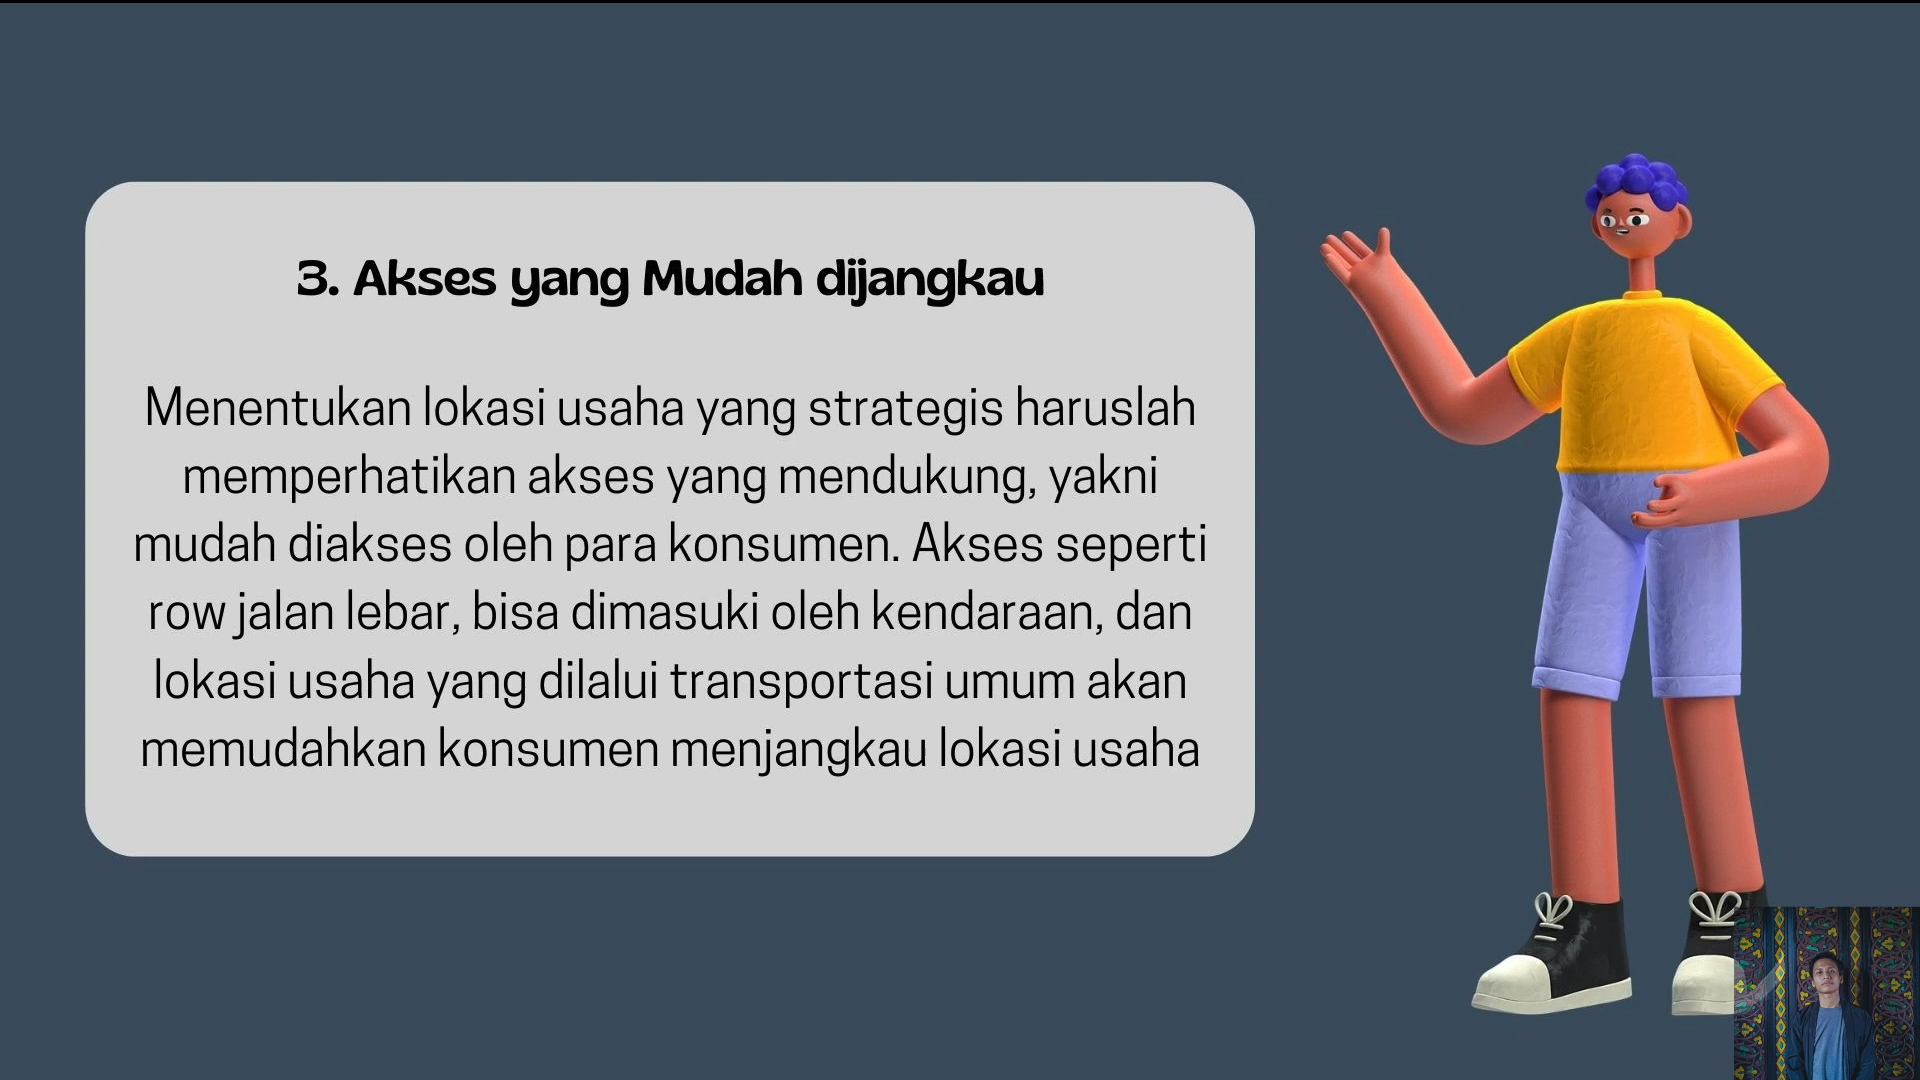 3. Akses yang Mudah dijangkau
Menentukan lokasi usaha yang strategis haruslah
memperhatikan akses yang mendukung, yakni
mudah diakses oleh para konsumen. Akses seperti
row jalan lebar, bisa dimasuki oleh kendaraan, dan
lokasi usaha yang dilalui transportasi umum akan
memudahkan konsumen menjangkau lokasi usaha